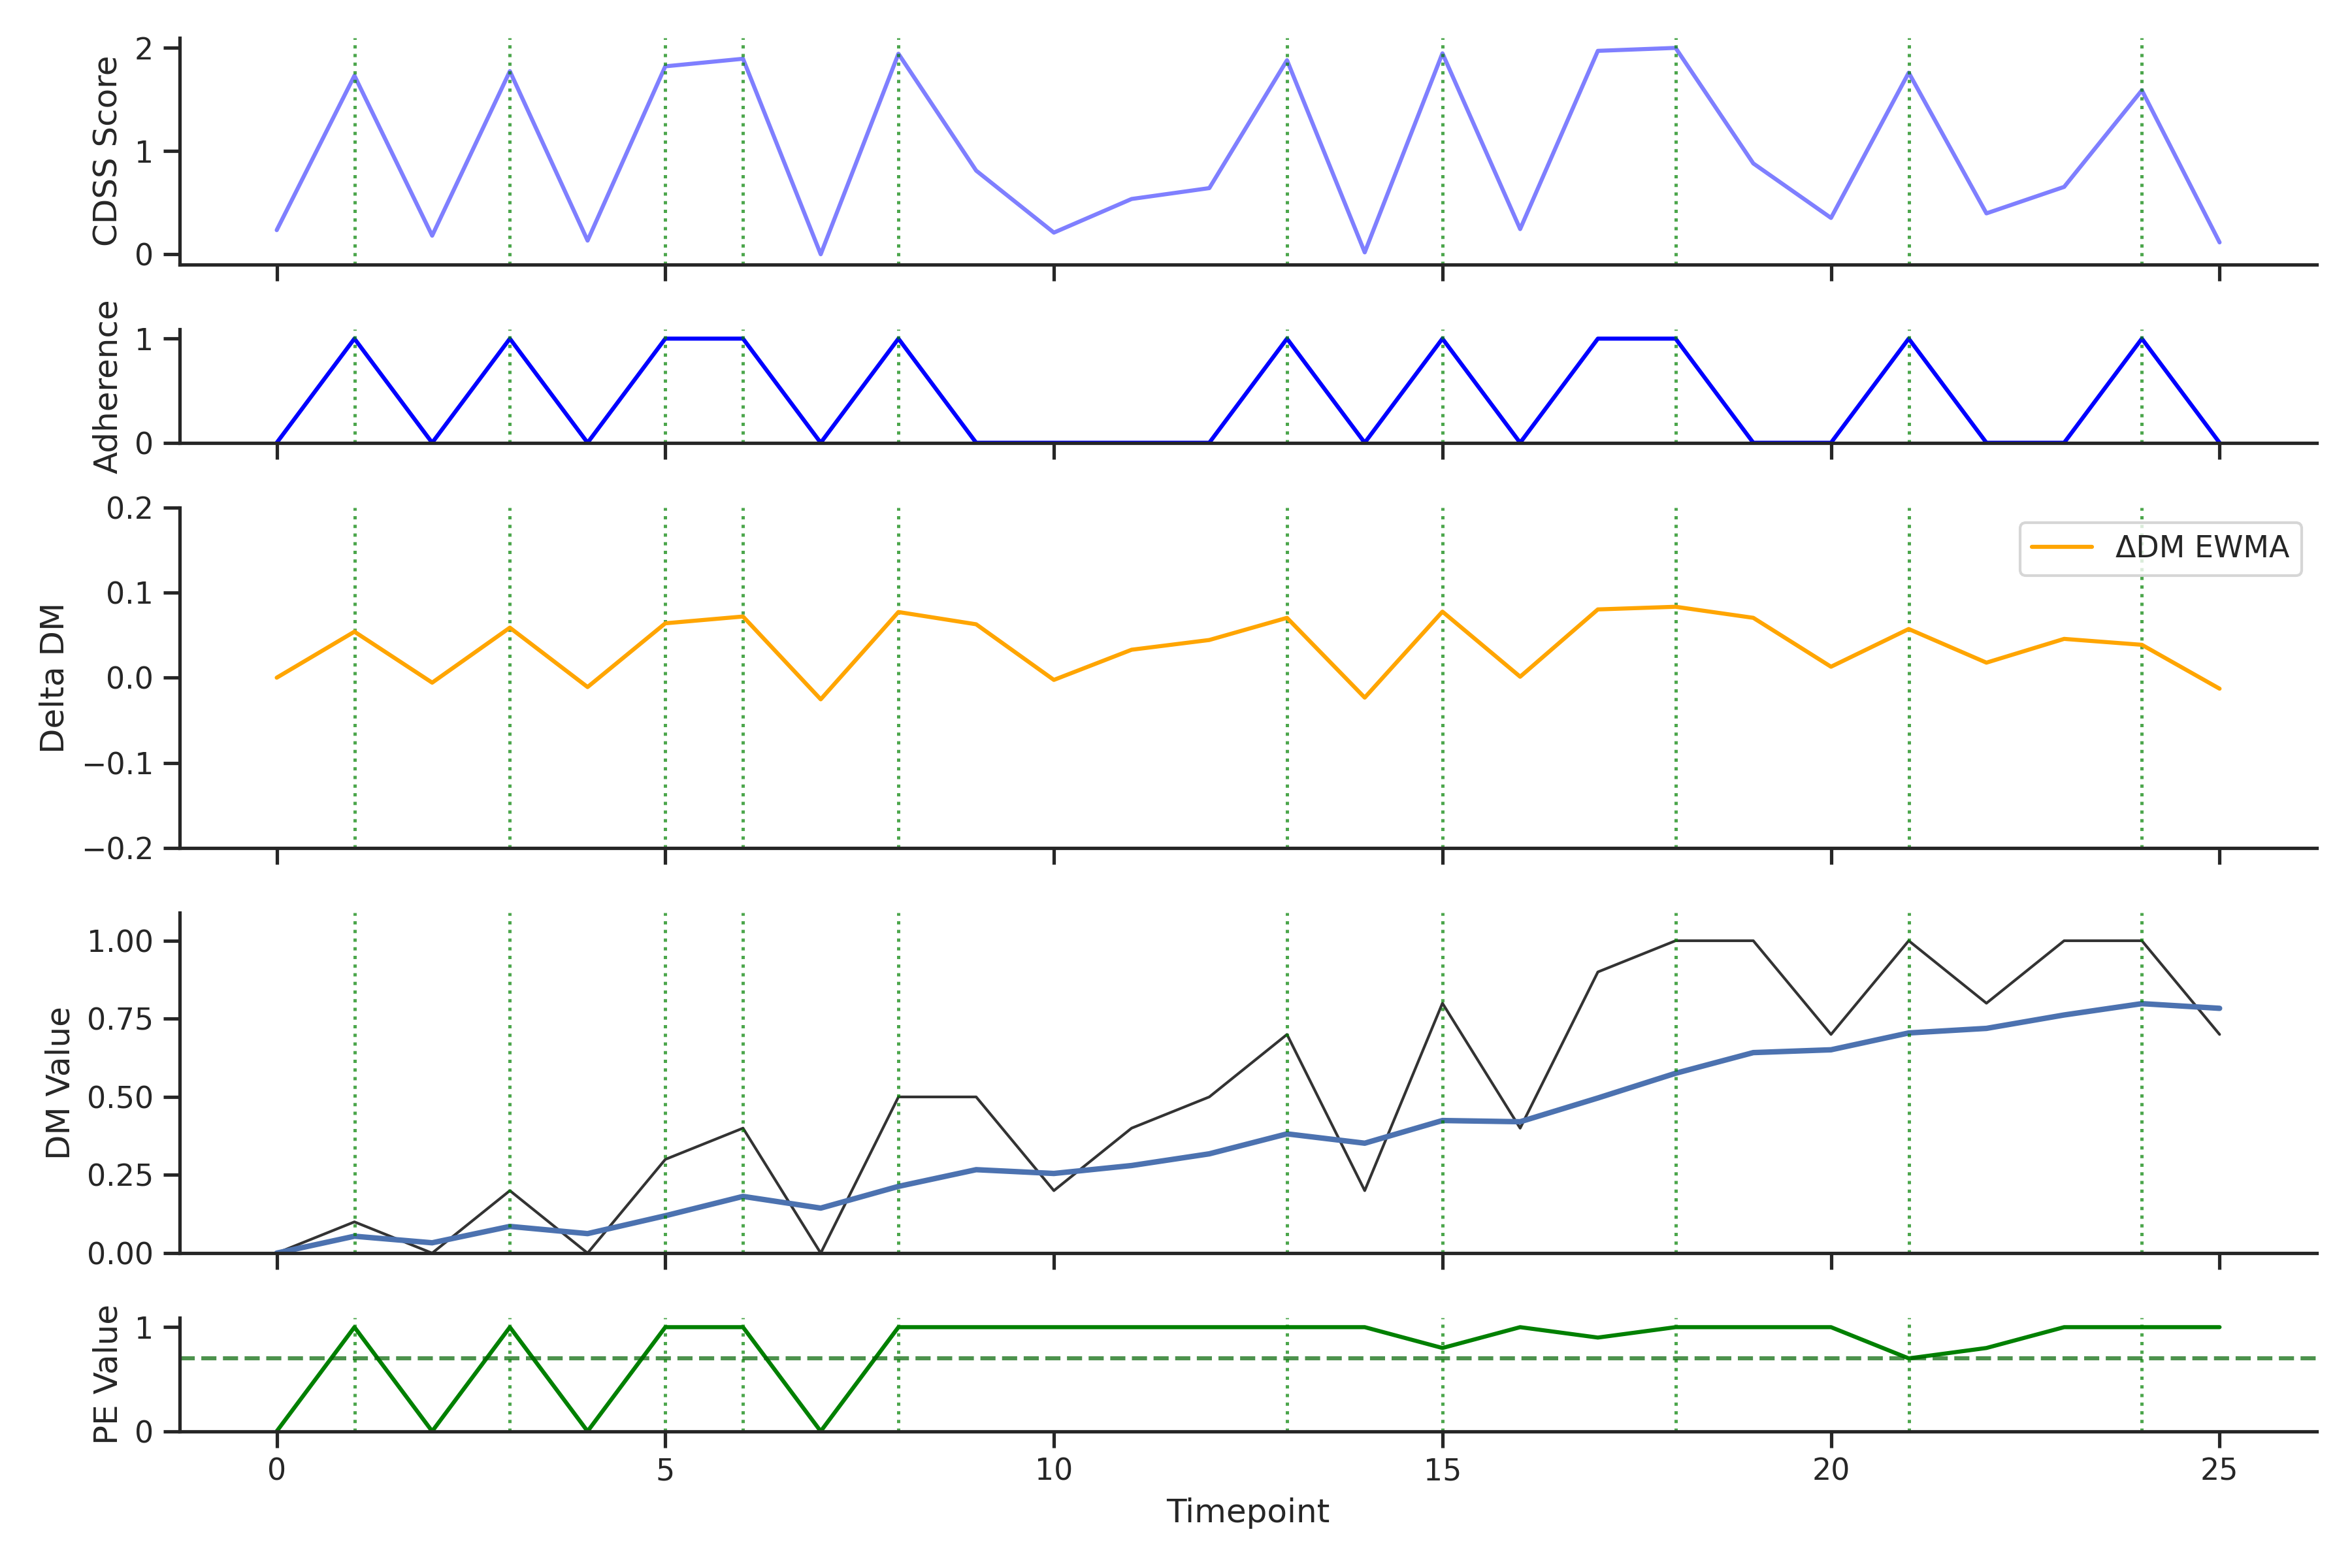 CDSS Score
2
1
0
Adherence
1
0
Delta DM
0.2
0.1
0.0
−0.1
−0.2
ΔDM EWMA
DM Value
1.00
0.75
0.50
0.25
0.00
PE Value
1
0
0 5 10 15 20 25
Timepoint